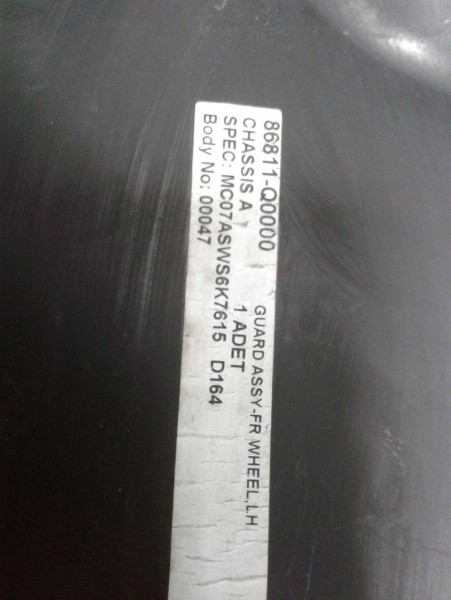 86811-Q0000 GUARD ASSY-FR WHEEL,LH
CHASSIS A 1 ADET
SPEC: MC07ASWS6K7615 D164
Body No: 00047